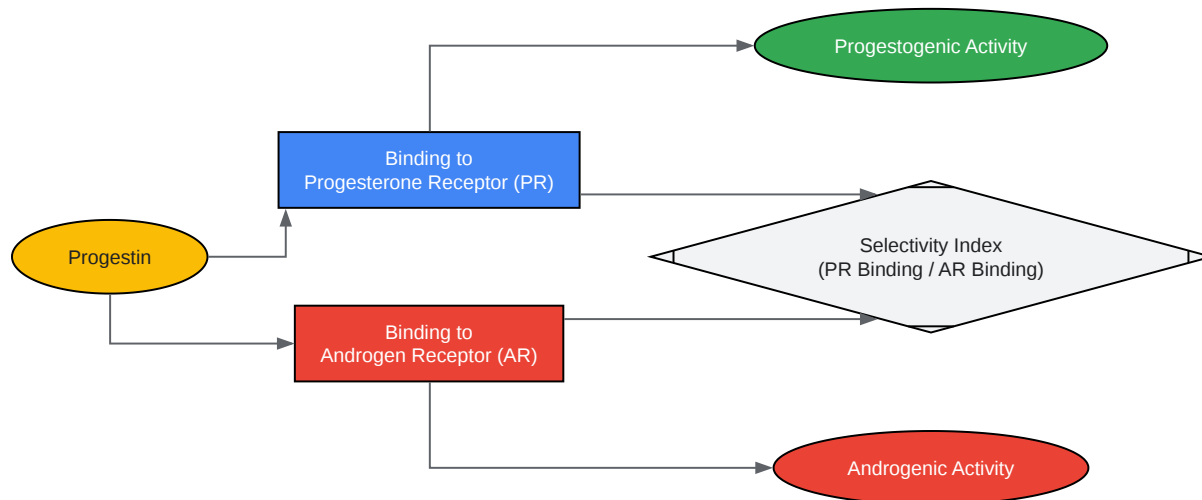 Progestogenic Activity
Binding to
Progesterone Receptor (PR)
Progestin
Selectivity Index
(PR Binding / AR Binding)
Binding to
Androgen Receptor (AR)
Androgenic Activity